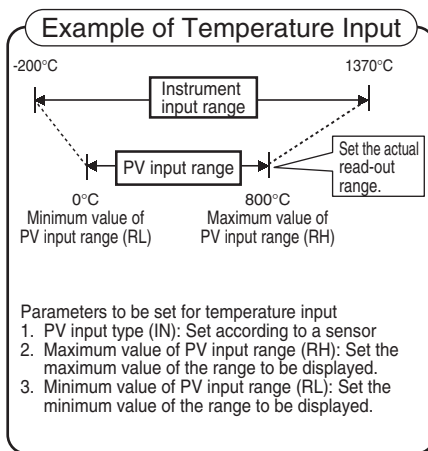 Example of Temperature Input
-200°C 1370°C
Instrument
input range
PV input range
Set the actual
read-out
range.
0°C 800°C
Minimum value of Maximum value of
PV input range (RL) PV input range (RH)
Parameters to be set for temperature input
1. PV input type (IN): Set according to a sensor
2. Maximum value of PV input range (RH): Set the
maximum value of the range to be displayed.
3. Minimum value of PV input range (RL): Set the
minimum value of the range to be displayed.